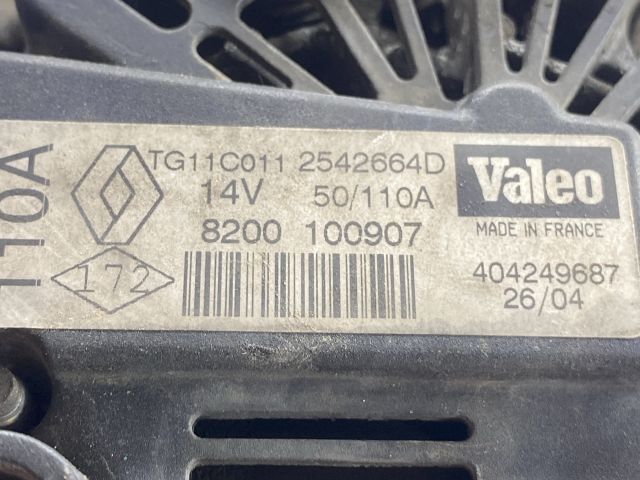 110A
TG11C011 2542664D
14V 50/110A
8200 100907
172
Valeo
MADE IN FRANCE
404249687
26/04